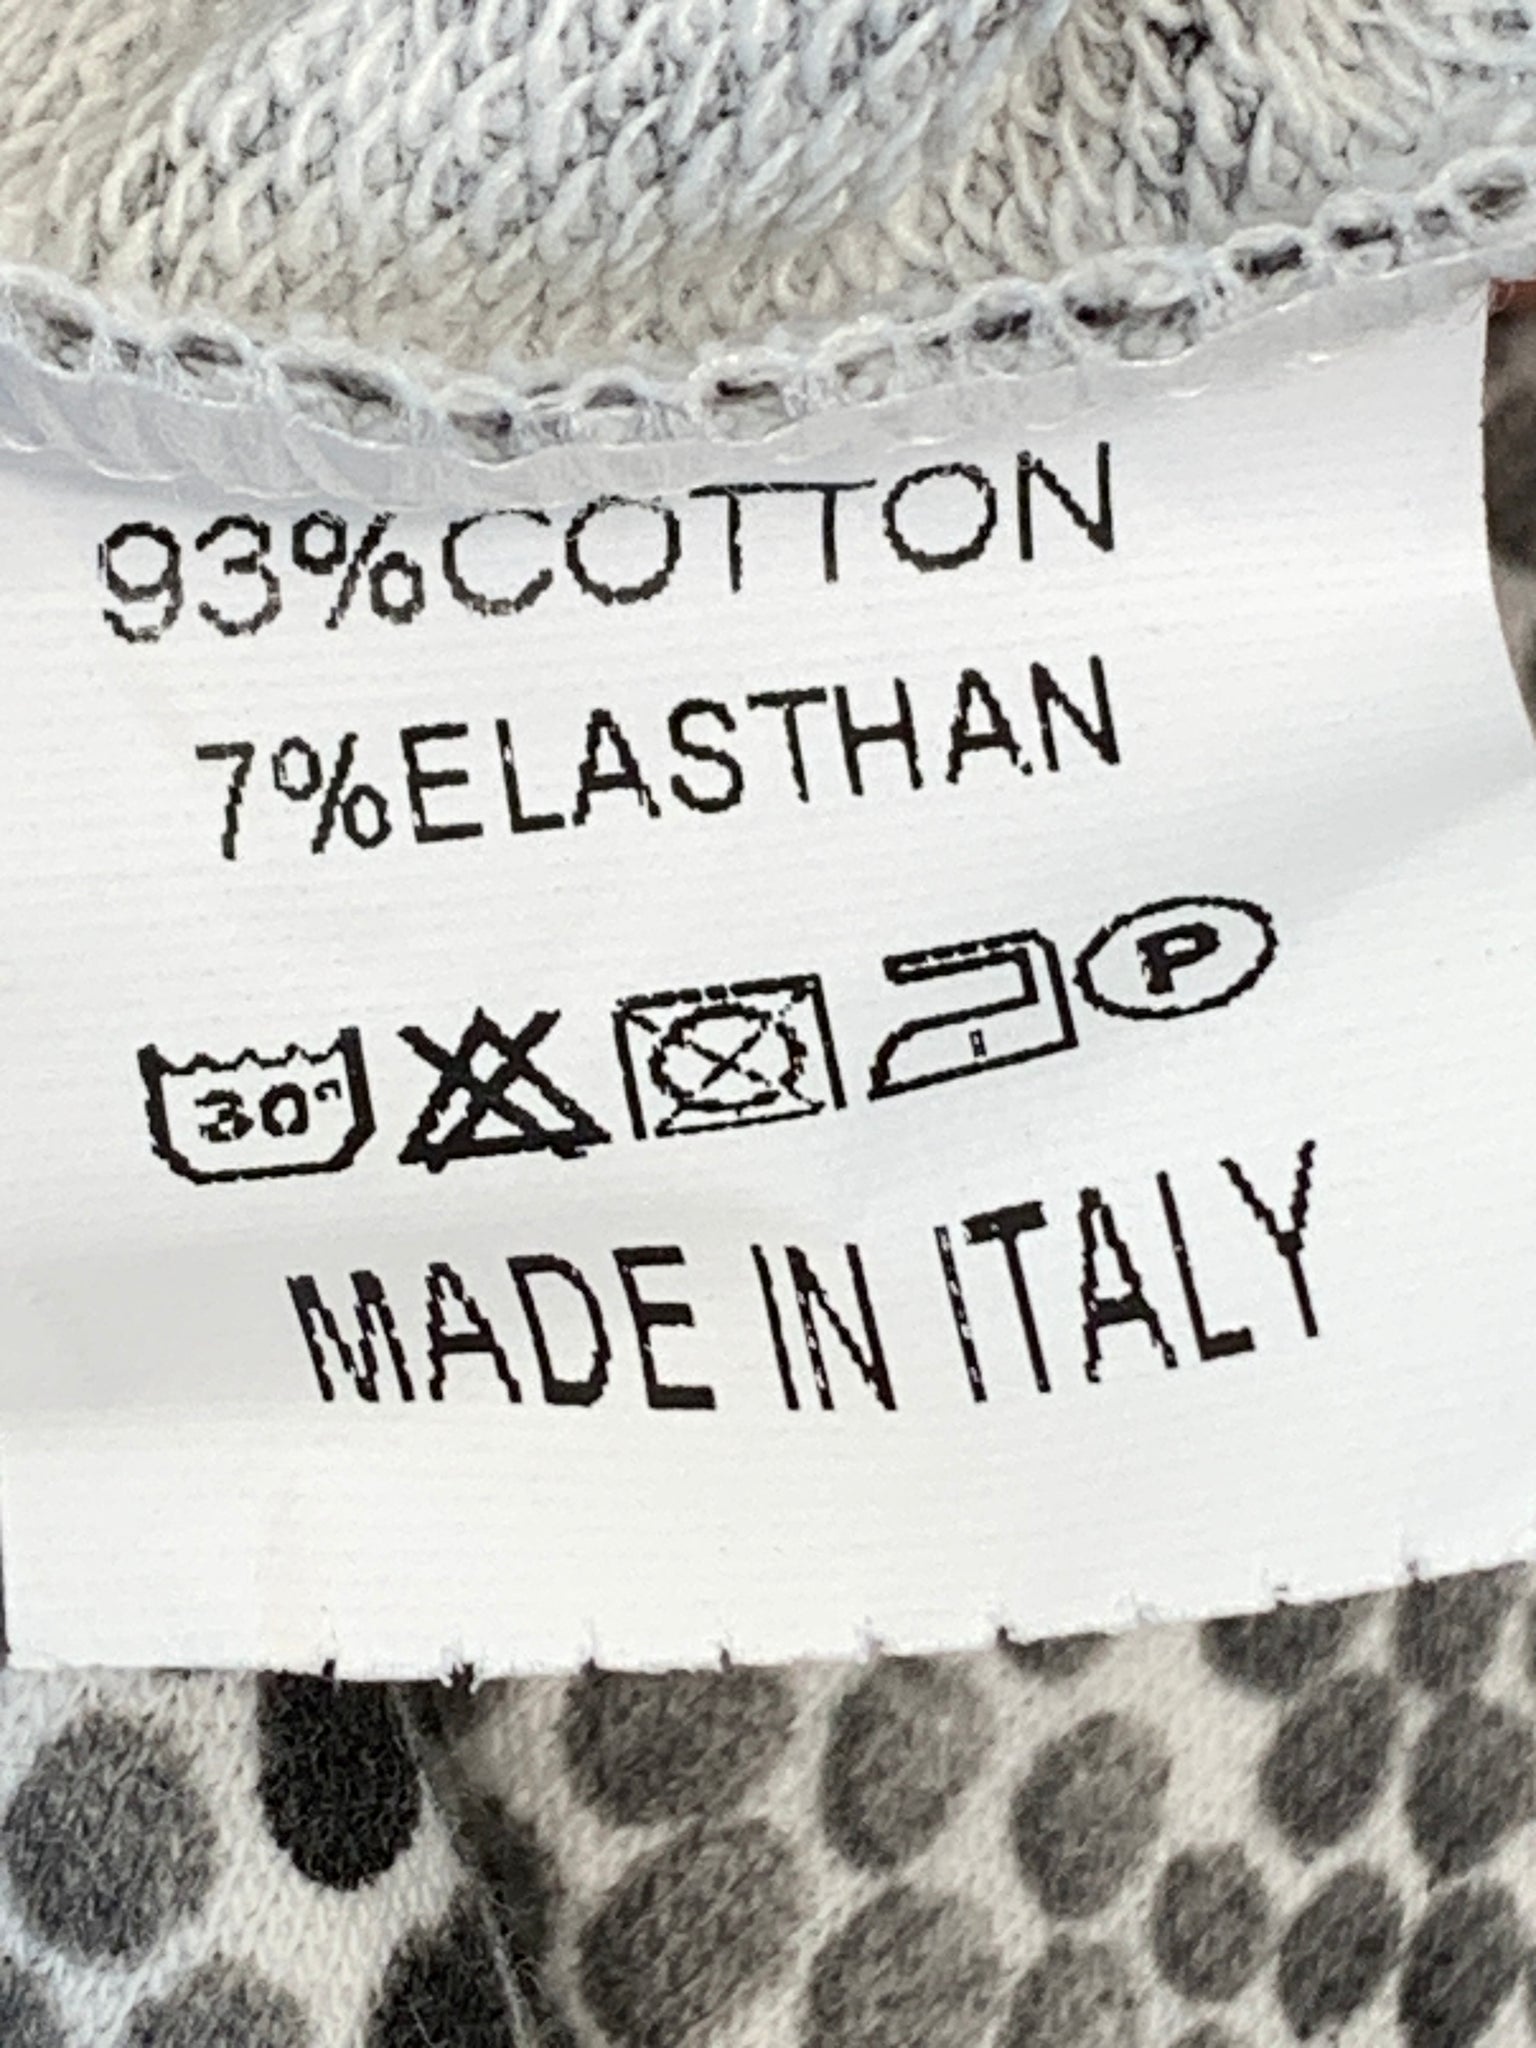 93%COTTON
7%ELASTHAN
30° P
MADE IN ITALY